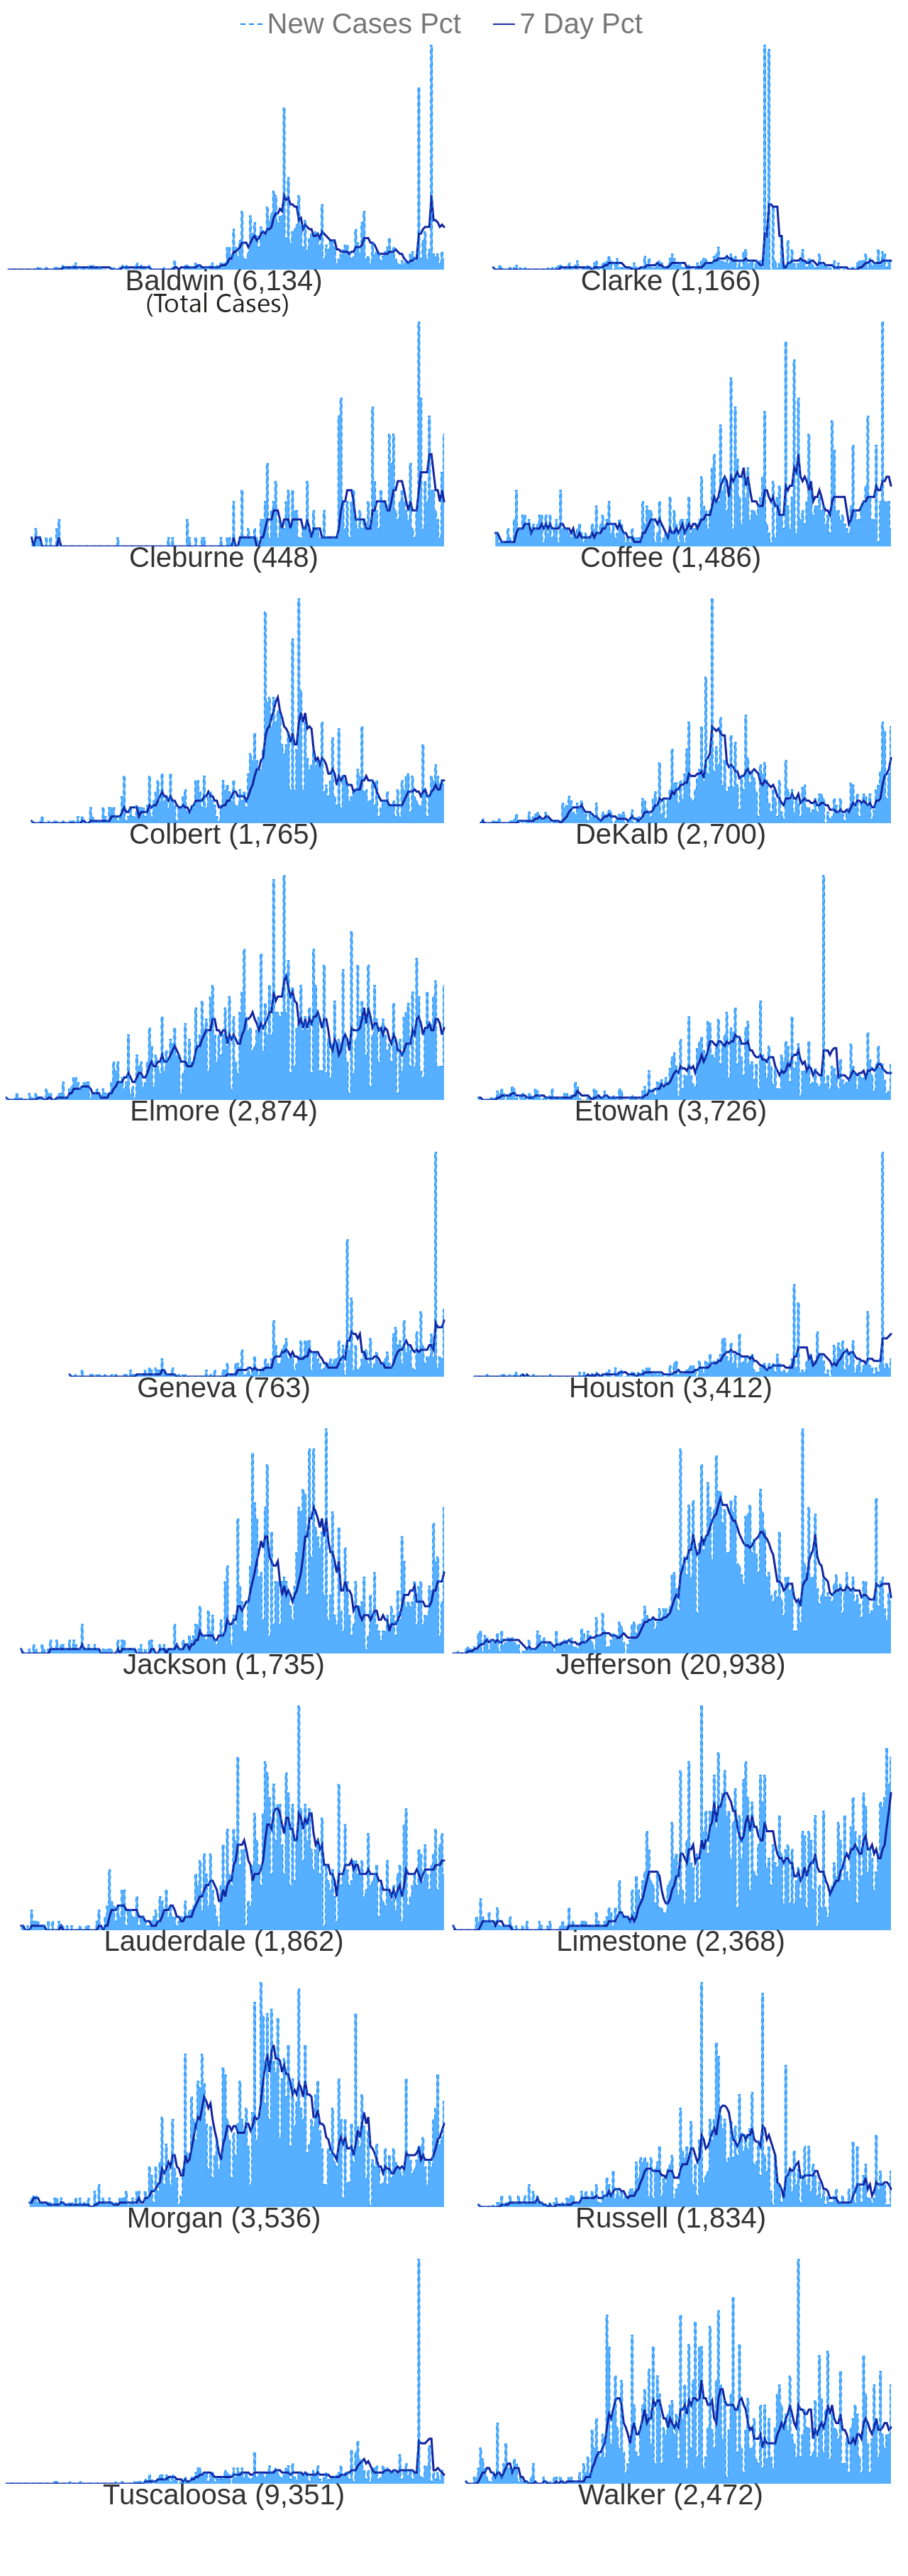 New Cases Pct 7 Day Pct
Baldwin (6,134) Clarke (1,166)
(Total Cases)
Cleburne (448) Coffee (1,486)
Colbert (1,765) DeKalb (2,700)
Elmore (2,874) Etowah (3,726)
Geneva (763) Houston (3,412)
Jackson (1,735) Jefferson (20,938)
Lauderdale (1,862) Limestone (2,368)
Morgan (3,536) Russell (1,834)
Tuscaloosa (9,351) Walker (2,472)